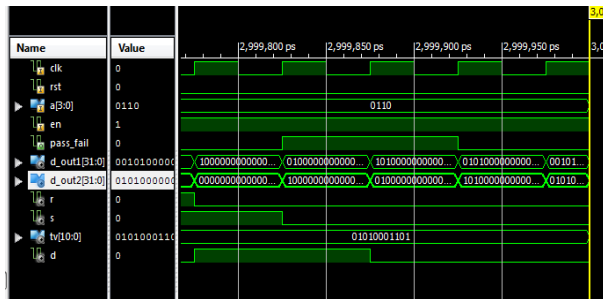 3,0
Name Value 2,999,800 ps 2,999,850 ps 2,999,900 ps 2,999,950 ps 3,0
clk 0
rst 0
a[3:0] 0110 0110
en 1
pass_fail 0
d_out1[31:0] 0010100000 1000000000000... 0100000000000... 1010000000000... 0101000000000... 00101...
d_out2[31:0] 0101000000 0000000000000... 1000000000000... 0100000000000... 1010000000000... 01010...
r 0
s 0
tv[10:0] 0101000110 01010001101
d 0